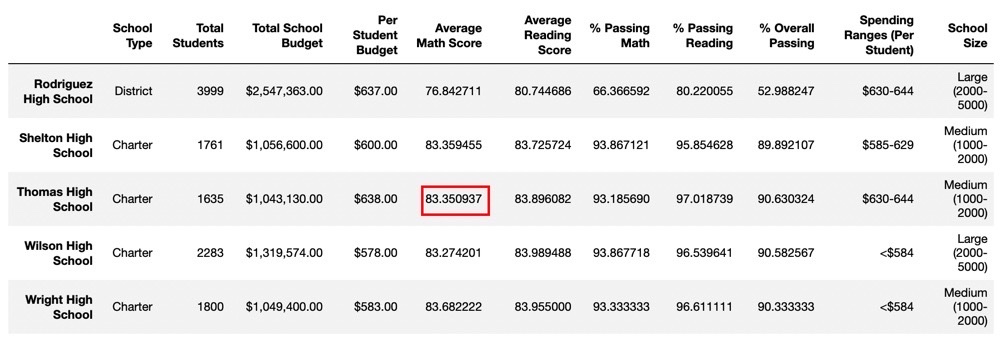 School Type Total Students Total School Budget Per Student Budget Average Math Score Average Reading Score % Passing Math % Passing Reading % Overall Passing Spending Ranges (Per Student) School Size
Rodriguez High School District 3999 $2,547,363.00 $637.00 76.842711 80.744686 66.366592 80.220055 52.988247 $630-644 Large (2000-5000)
Shelton High School Charter 1761 $1,056,600.00 $600.00 83.359455 83.725724 93.867121 95.854628 89.892107 $585-629 Medium (1000-2000)
Thomas High School Charter 1635 $1,043,130.00 $638.00 83.350937 83.896082 93.185690 97.018739 90.630324 $630-644 Medium (1000-2000)
Wilson High School Charter 2283 $1,319,574.00 $578.00 83.274201 83.989488 93.867718 96.539641 90.582567 <$584 Large (2000-5000)
Wright High School Charter 1800 $1,049,400.00 $583.00 83.682222 83.955000 93.333333 96.611111 90.333333 <$584 Medium (1000-2000)